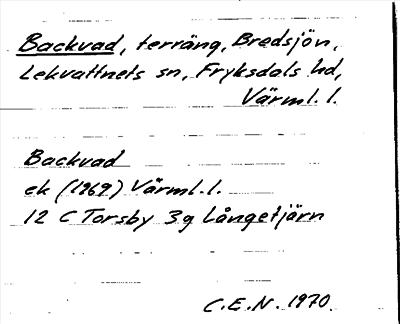 Backvad, terräng, Bredsjön,
Lekvattnets sn, Fryksdals hd,
Värml. l.
Backvad
ek (1969) Värml. l.
12 C Torsby 3g Långetjärn
C.E.N. 1970.